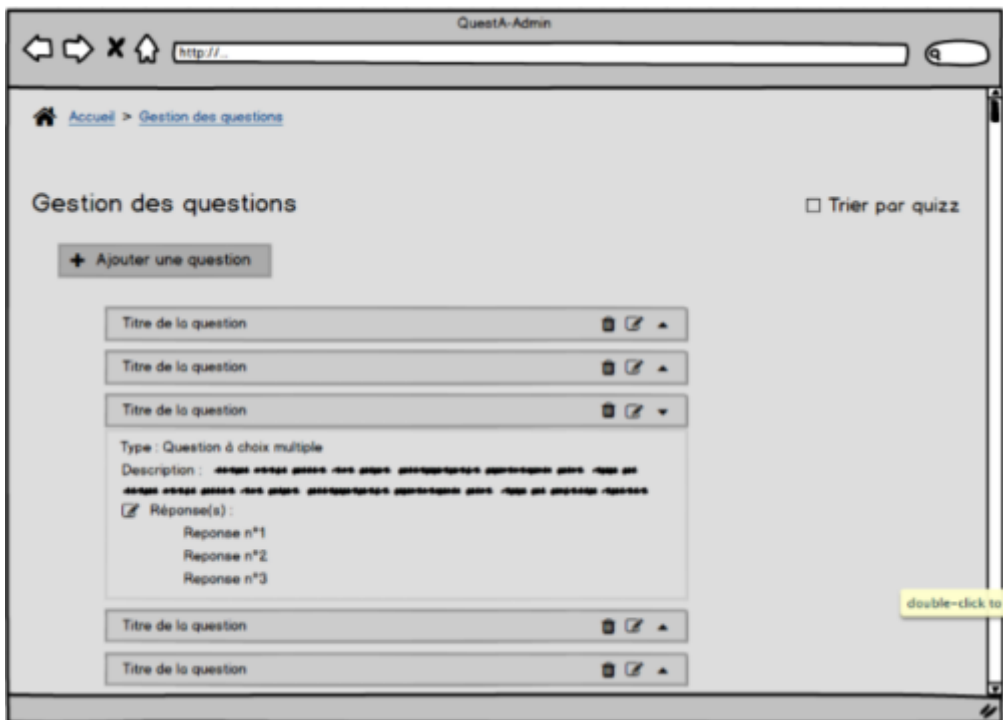 QuestA-Admin
http://..
Accueil > Gestion des questions
Gestion des questions
Trier par quizz
Ajouter une question
Titre de la question
Titre de la question
Titre de la question
Type : Question à choix multiple
Description :
Réponse(s) :
Reponse n°1
Reponse n°2
Reponse n°3
double-click to
Titre de la question
Titre de la question